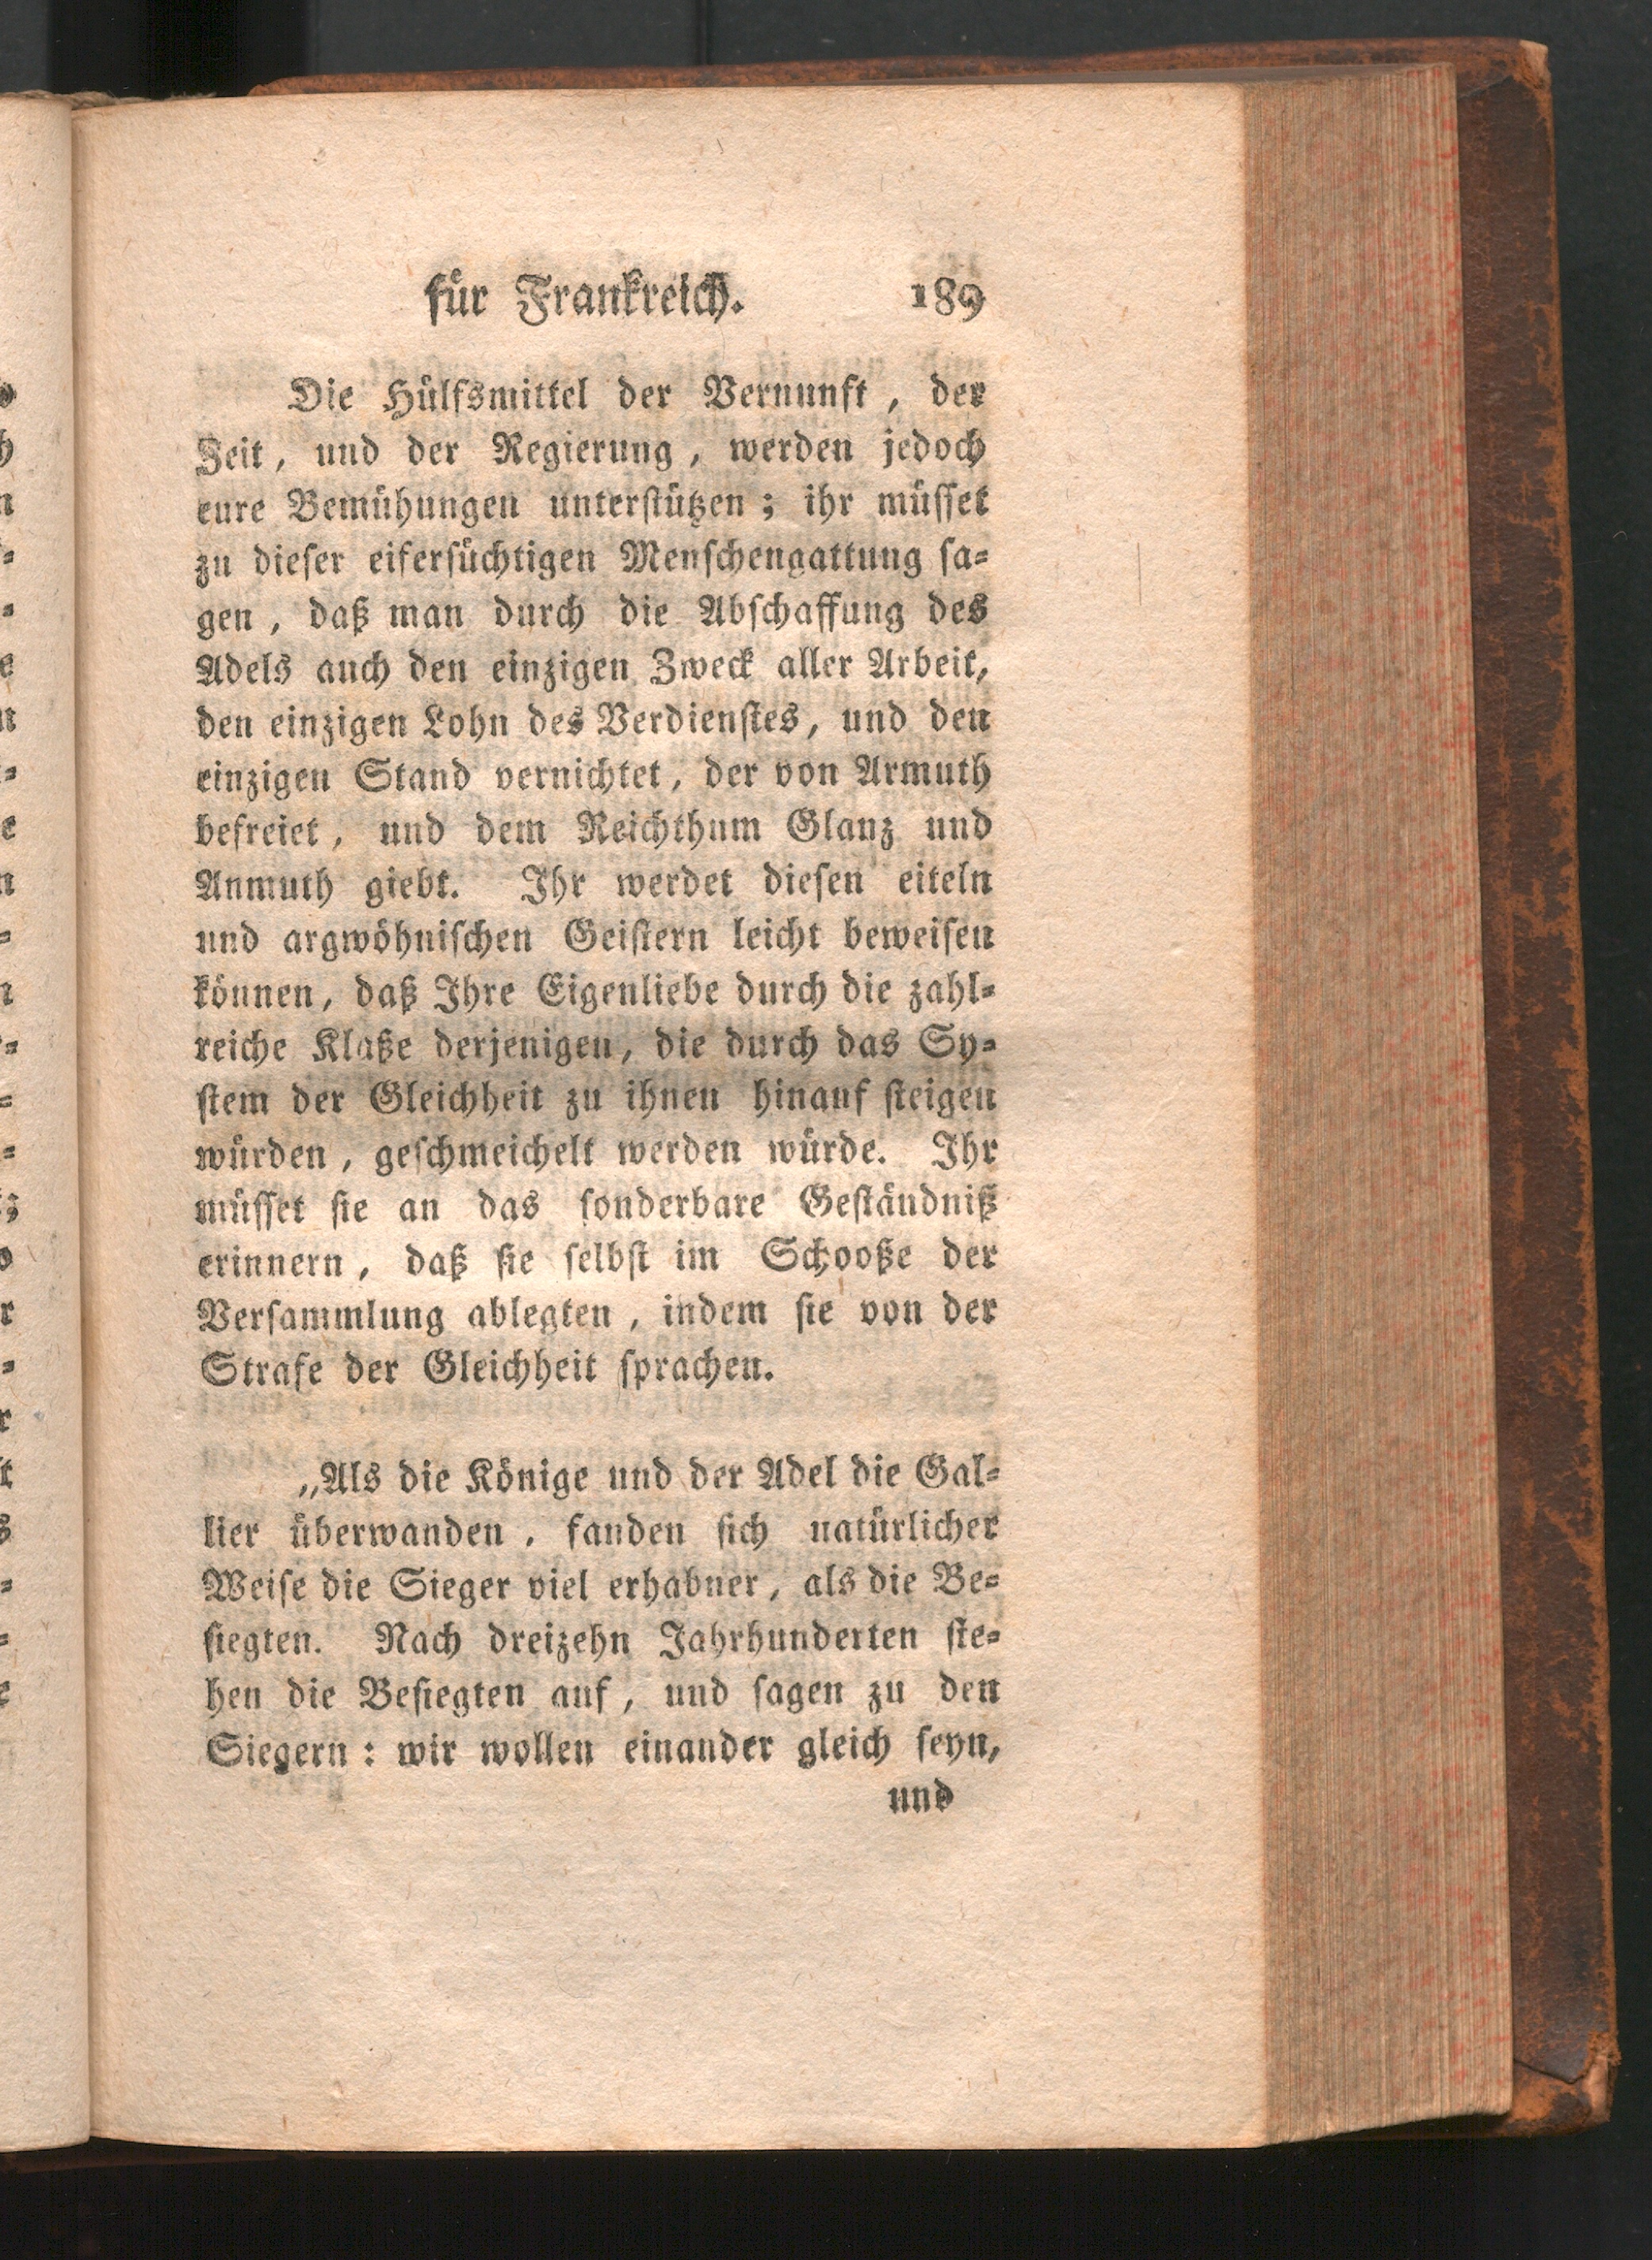 für Frankreich. 189
Die Hülfsmittel der Vernunft, der
Zeit, und der Regierung, werden jedoch
eure Bemühungen unterstützen; ihr müsset
zu dieser eifersüchtigen Menschengattung sa-
gen, daß man durch die Abschaffung des
Adels auch den einzigen Zweck aller Arbeit,
den einzigen Lohn des Verdienstes, und den
einzigen Stand vernichtet, der von Armuth
befreiet, und dem Reichthum Glanz und
Anmuth giebt. Ihr werdet diesen eiteln
und argwöhnischen Geistern leicht beweisen
können, daß Ihre Eigenliebe durch die zahl-
reiche Klaße derjenigen, die durch das Sy-
stem der Gleichheit zu ihnen hinauf steigen
würden, geschmeichelt werden würde. Ihr
müsset sie an das sonderbare Geständniß
erinnern, daß sie selbst im Schooße der
Versammlung ablegten, indem sie von der
Strafe der Gleichheit sprachen.
„Als die Könige und der Adel die Gal-
lier überwanden, fanden sich natürlicher
Weise die Sieger viel erhabner, als die Be-
siegten. Nach dreizehn Jahrhunderten ste-
hen die Besiegten auf, und sagen zu den
Siegern: wir wollen einander gleich seyn,
und